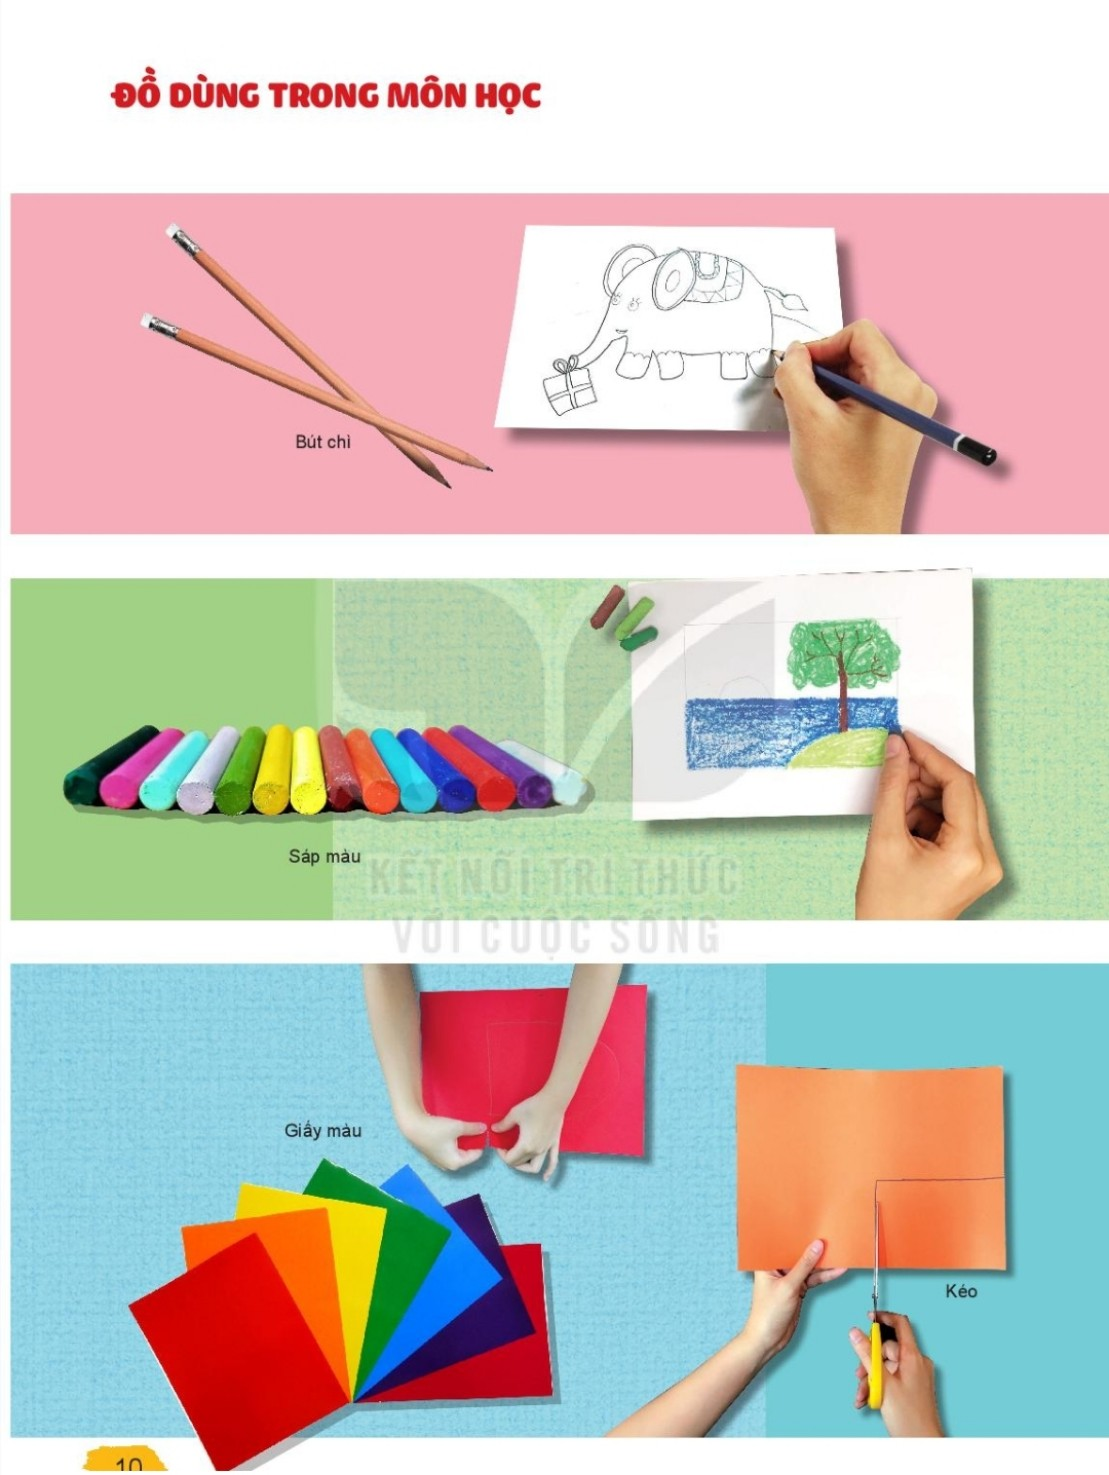 ĐỒ DÙNG TRONG MÔN HỌC
Bút chì
Sáp màu
KẾT NỐI TRI THỨC
VỚI CUỘC SỐNG
Giấy màu
Kéo
10